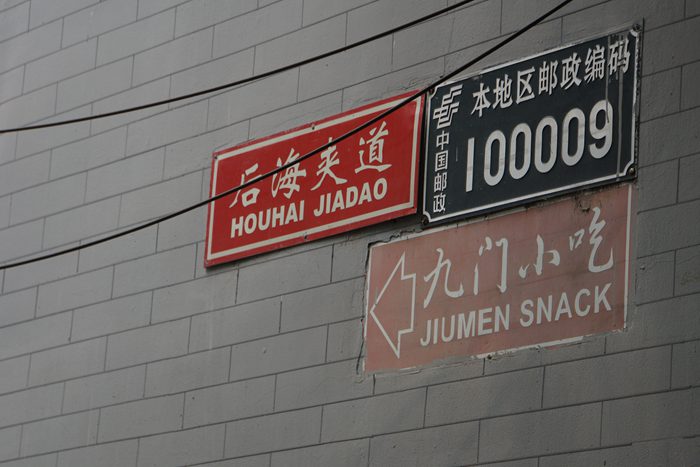 后海夹道
HOUHAI JIADAO
中国邮政
本地区邮政编码
100009
九门小吃
JIUMEN SNACK